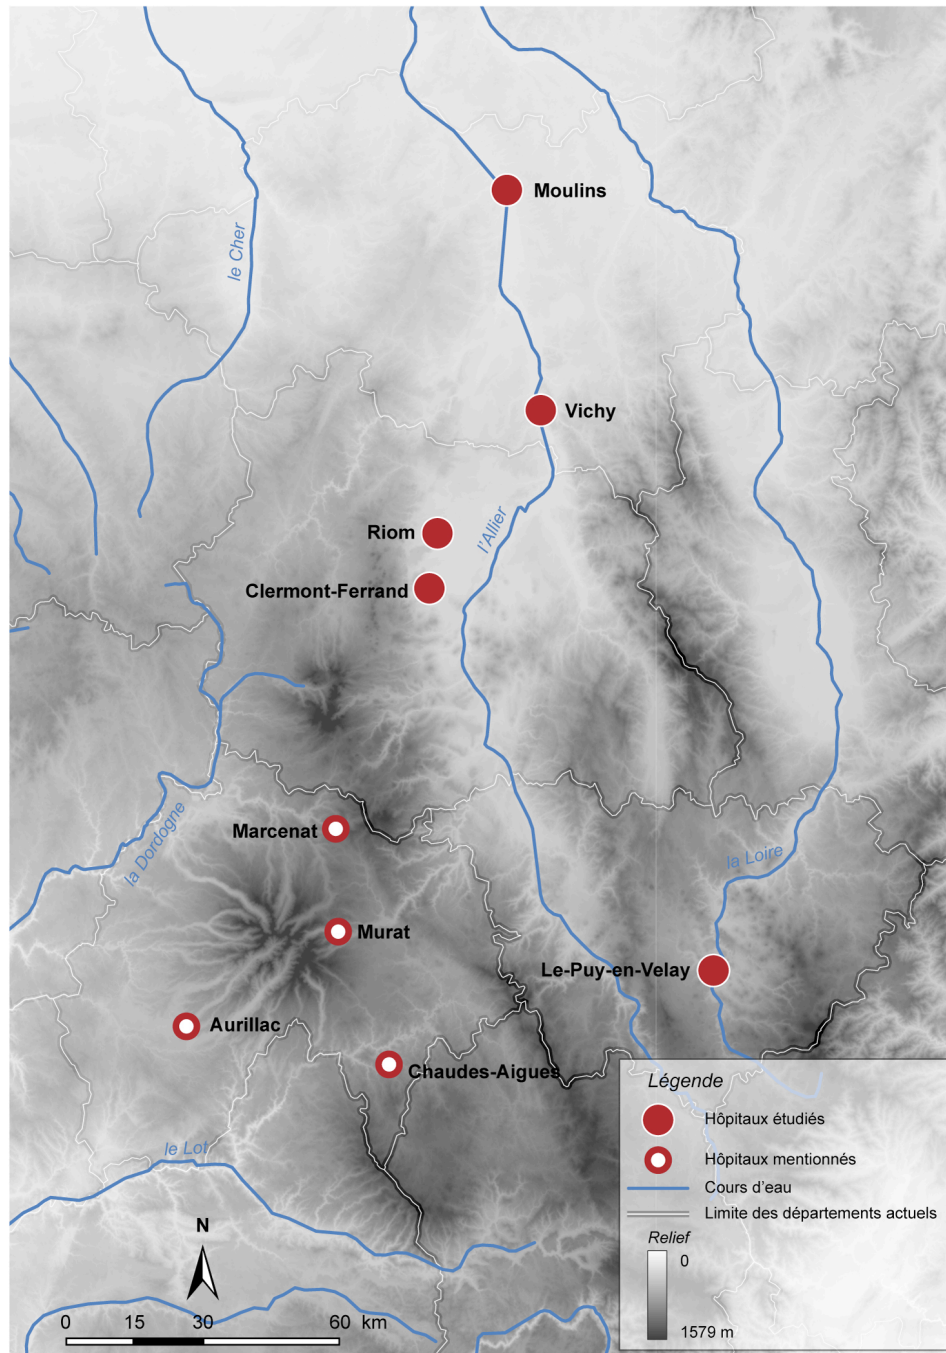 Moulins
le Cher
Vichy
Riom
l'Allier
Clermont-Ferrand
Marcenat
la Dordogne
la Loire
Murat
Le-Puy-en-Velay
Aurillac
Chaudes-Aigues
le Lot
N
0 15 30 60 km
Légende
Hôpitaux étudiés
Hôpitaux mentionnés
Cours d'eau
Limite des départements actuels
Relief
0
1579 m